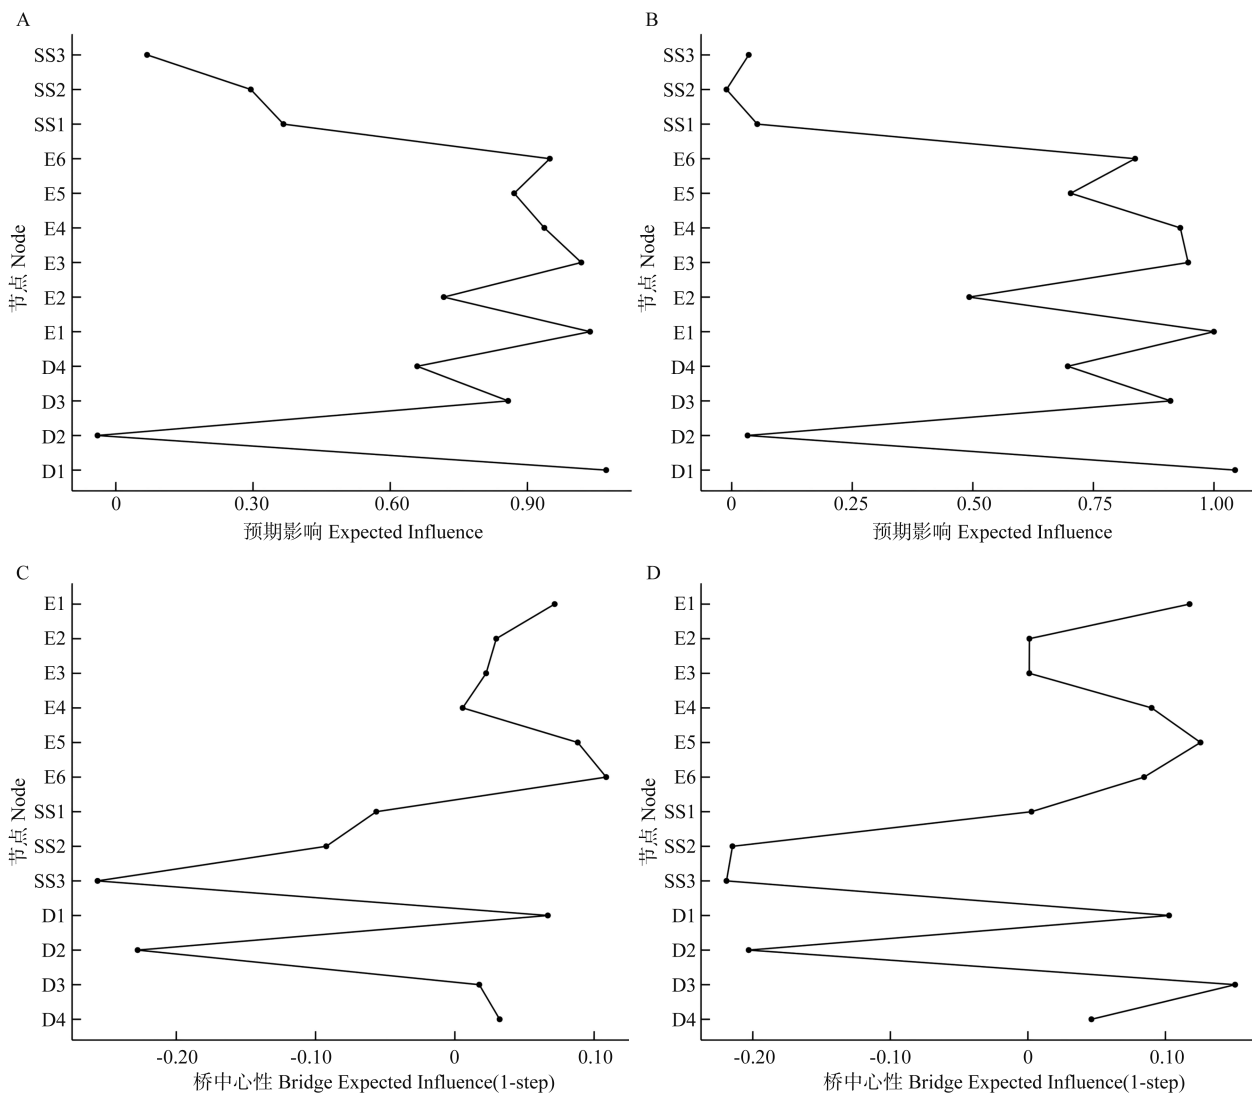 A
SS3
SS2
SS1
E6
E5
E4
E3
E2
E1
D4
D3
D2
D1
节点 Node
0 0.30 0.60 0.90
预期影响 Expected Influence
B
SS3
SS2
SS1
E6
E5
E4
E3
E2
E1
D4
D3
D2
D1
节点 Node
0 0.25 0.50 0.75 1.00
预期影响 Expected Influence
C
E1
E2
E3
E4
E5
E6
SS1
SS2
SS3
D1
D2
D3
D4
节点 Node
-0.20 -0.10 0 0.10
桥中心性 Bridge Expected Influence(1-step)
D
E1
E2
E3
E4
E5
E6
SS1
SS2
SS3
D1
D2
D3
D4
节点 Node
-0.20 -0.10 0 0.10
桥中心性 Bridge Expected Influence(1-step)